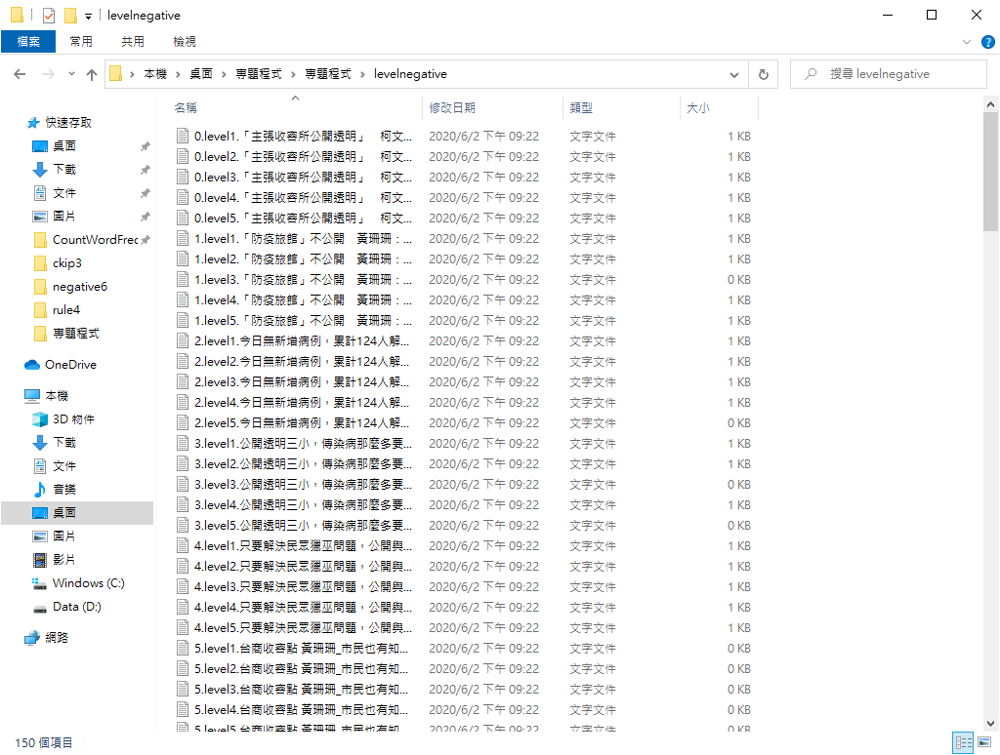 levelnegative
檔案 常用 共用 檢視
本機 桌面 專題程式 專題程式 levelnegative 搜尋 levelnegative
名稱 修改日期 類型 大小
快速存取
桌面
下載
文件
圖片
CountWordFrec
ckip3
negative6
rule4
專題程式
OneDrive
本機
3D 物件
下載
文件
音樂
桌面
圖片
影片
Windows (C:)
Data (D:)
網路
0.level1.「主張收容所公開透明」 柯文... 2020/6/2 下午 09:22 文字文件 1 KB
0.level2.「主張收容所公開透明」 柯文... 2020/6/2 下午 09:22 文字文件 1 KB
0.level3.「主張收容所公開透明」 柯文... 2020/6/2 下午 09:22 文字文件 1 KB
0.level4.「主張收容所公開透明」 柯文... 2020/6/2 下午 09:22 文字文件 1 KB
0.level5.「主張收容所公開透明」 柯文... 2020/6/2 下午 09:22 文字文件 1 KB
1.level1.「防疫旅館」不公開 黃珊珊：... 2020/6/2 下午 09:22 文字文件 1 KB
1.level2.「防疫旅館」不公開 黃珊珊：... 2020/6/2 下午 09:22 文字文件 1 KB
1.level3.「防疫旅館」不公開 黃珊珊：... 2020/6/2 下午 09:22 文字文件 0 KB
1.level4.「防疫旅館」不公開 黃珊珊：... 2020/6/2 下午 09:22 文字文件 1 KB
1.level5.「防疫旅館」不公開 黃珊珊：... 2020/6/2 下午 09:22 文字文件 1 KB
2.level1.今日無新增病例，累計124人解... 2020/6/2 下午 09:22 文字文件 1 KB
2.level2.今日無新增病例，累計124人解... 2020/6/2 下午 09:22 文字文件 1 KB
2.level3.今日無新增病例，累計124人解... 2020/6/2 下午 09:22 文字文件 1 KB
2.level4.今日無新增病例，累計124人解... 2020/6/2 下午 09:22 文字文件 1 KB
2.level5.今日無新增病例，累計124人解... 2020/6/2 下午 09:22 文字文件 0 KB
3.level1.公開透明三小，傳染病那麼多要... 2020/6/2 下午 09:22 文字文件 1 KB
3.level2.公開透明三小，傳染病那麼多要... 2020/6/2 下午 09:22 文字文件 1 KB
3.level3.公開透明三小，傳染病那麼多要... 2020/6/2 下午 09:22 文字文件 0 KB
3.level4.公開透明三小，傳染病那麼多要... 2020/6/2 下午 09:22 文字文件 1 KB
3.level5.公開透明三小，傳染病那麼多要... 2020/6/2 下午 09:22 文字文件 0 KB
4.level1.只要解決民眾獵巫問題，公開與... 2020/6/2 下午 09:22 文字文件 1 KB
4.level2.只要解決民眾獵巫問題，公開與... 2020/6/2 下午 09:22 文字文件 1 KB
4.level3.只要解決民眾獵巫問題，公開與... 2020/6/2 下午 09:22 文字文件 1 KB
4.level4.只要解決民眾獵巫問題，公開與... 2020/6/2 下午 09:22 文字文件 1 KB
4.level5.只要解決民眾獵巫問題，公開與... 2020/6/2 下午 09:22 文字文件 1 KB
5.level1.台商收容點 黃珊珊_市民也有知... 2020/6/2 下午 09:22 文字文件 0 KB
5.level2.台商收容點 黃珊珊_市民也有知... 2020/6/2 下午 09:22 文字文件 0 KB
5.level3.台商收容點 黃珊珊_市民也有知... 2020/6/2 下午 09:22 文字文件 0 KB
5.level4.台商收容點 黃珊珊_市民也有知... 2020/6/2 下午 09:22 文字文件 0 KB
5.level5.台商收容點 黃珊珊_市民也有知... 2020/6/2 下午 09:22 文字文件 0 KB
150 個項目